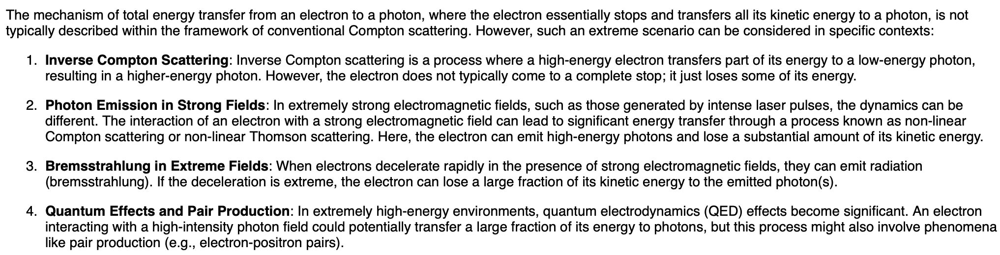 The mechanism of total energy transfer from an electron to a photon, where the electron essentially stops and transfers all its kinetic energy to a photon, is not
typically described within the framework of conventional Compton scattering. However, such an extreme scenario can be considered in specific contexts:
1. Inverse Compton Scattering: Inverse Compton scattering is a process where a high-energy electron transfers part of its energy to a low-energy photon,
resulting in a higher-energy photon. However, the electron does not typically come to a complete stop; it just loses some of its energy.
2. Photon Emission in Strong Fields: In extremely strong electromagnetic fields, such as those generated by intense laser pulses, the dynamics can be
different. The interaction of an electron with a strong electromagnetic field can lead to significant energy transfer through a process known as non-linear
Compton scattering or non-linear Thomson scattering. Here, the electron can emit high-energy photons and lose a substantial amount of its kinetic energy.
3. Bremsstrahlung in Extreme Fields: When electrons decelerate rapidly in the presence of strong electromagnetic fields, they can emit radiation
(bremsstrahlung). If the deceleration is extreme, the electron can lose a large fraction of its kinetic energy to the emitted photon(s).
4. Quantum Effects and Pair Production: In extremely high-energy environments, quantum electrodynamics (QED) effects become significant. An electron
interacting with a high-intensity photon field could potentially transfer a large fraction of its energy to photons, but this process might also involve phenomena
like pair production (e.g., electron-positron pairs).